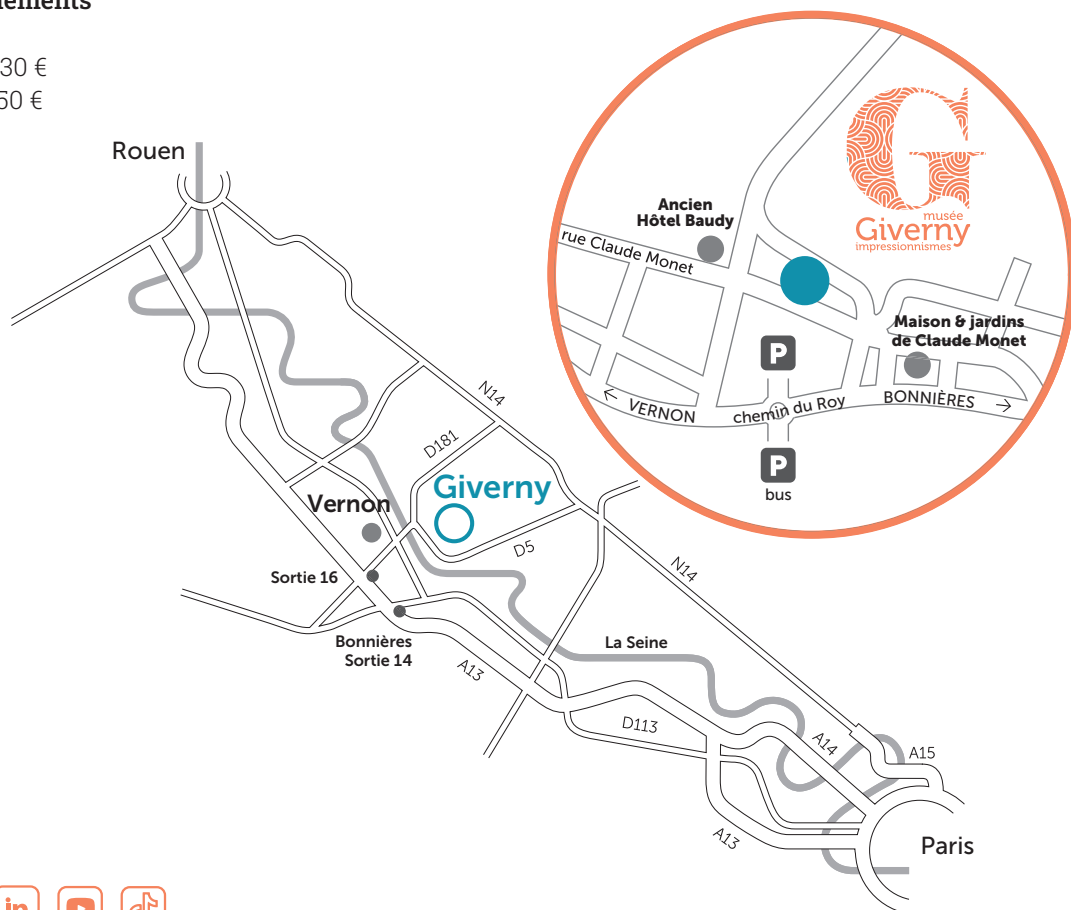 30 €
50 €
Rouen
Ancien
Hôtel Baudy
G
musée
Giverny
impressionnismes
rue Claude Monet
Maison & jardins
de Claude Monet
P
← VERNON
chemin du Roy
BONNIÈRES →
P
bus
N14
D181
Giverny
Vernon
D5
Sortie 16
N14
Bonnières
Sortie 14
La Seine
A13
D113
A14
A15
A13
Paris
in